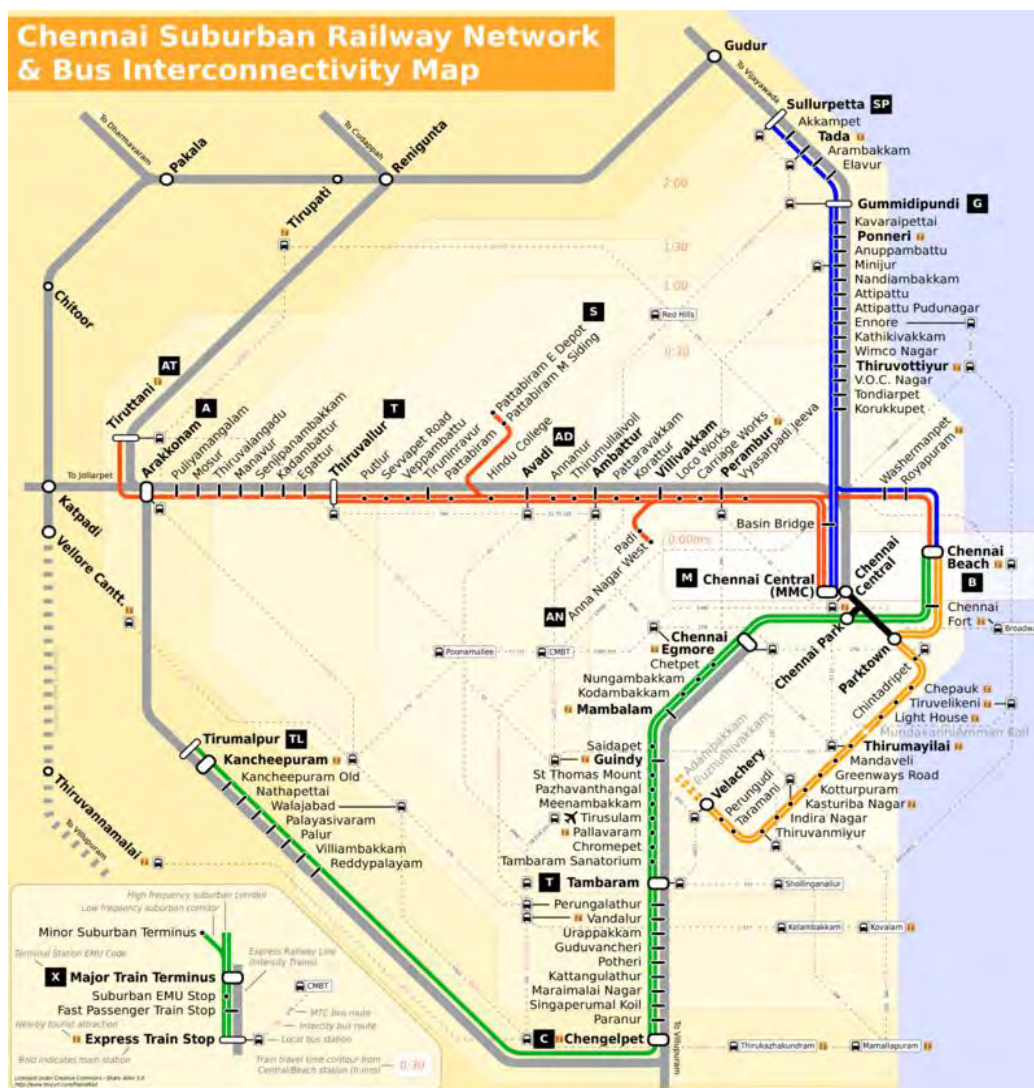 Chennai Suburban Railway Network
& Bus Interconnectivity Map
Gudur
To Vijayawada
Sullurpetta SP
Akkampet
Tada
Arambakkam
Elavur
To Dharmavaram
Pakala
To Cuddappah
Renigunta
Tirupati
2:00
Gummidipundi G
Kavaraipettai
Ponneri
Anuppambattu
Minijur
Nandiambakkam
Attipattu
Attipattu Pudunagar
Ennore
Kathikivakkam
Wimco Nagar
Thiruvottiyur
V.O.C. Nagar
Tondiarpet
Korukkupet
1:30
1:00
Red Hills
0:30
Chitoor
S
Pattabiram E Depot
Pattabiram M Siding
AT
Tiruttani
A
Arakkonam
Puliyamangalam
Mosur
Thiruvalangadu
Manavur
Senjipanambakkam
Kadambattur
Egattur
T
Thiruvallur
Putlur
Sevvapet Road
Veppambattu
Tiruninravur
Pattabiram
Hindu College
AD
Avadi
Annanur
Thirumullaivoil
Ambattur
Pattaravakkam
Korattur
Villivakkam
Loco Works
Carriage Works
Perambur
Vyasarpadi Jeeva
Washermanpet
Royapuram
To Jollarpet
Katpadi
Vellore Cantt.
Padi
Anna Nagar West
AN
Basin Bridge
0:00
M Chennai Central
(MMC)
Chennai
Central
Chennai
Beach
B
Chennai
Fort
Chennai Park
Parktown
Poonamallee
CMBT
Chennai
Egmore
Chetpet
Nungambakkam
Kodambakkam
Mambalam
Saidapet
Guindy
St Thomas Mount
Pazhavanthangal
Meenambakkam
Tirusulam
Pallavaram
Chromepet
Tambaram Sanatorium
T Tambaram
Perungalathur
Vandalur
Urappakkam
Guduvancheri
Potheri
Kattangulathur
Maraimalai Nagar
Singaperumal Koil
Paranur
C Chengelpet
To Villupuram
Chintadripet
Chepauk
Tiruvelikeni
Light House
Mundakanniamman Koil
Thirumayilai
Mandaveli
Greenways Road
Kotturpuram
Kasturiba Nagar
Indira Nagar
Thiruvanmiyur
Taramani
Perungudi
Velachery
Puzhuthivakkam
Adambakkam
Shollinganallur
Kelambakkam
Kovalam
Thirukazhakundram
Mamallapuram
Tirumalpur TL
Kancheepuram
Kancheepuram Old
Nathapettai
Walajabad
Palayasivaram
Palur
Villiambakkam
Reddypalayam
Thiruvannamalai
To Villupuram
High frequency suburban corridor
Low frequency suburban corridor
Minor Suburban Terminus
Terminal Station EMU Code
X Major Train Terminus
Suburban EMU Stop
Fast Passenger Train Stop
Nearby tourist attraction
Express Train Stop
Bold indicates main station
Express Railway Line
(Intercity Trains)
CMBT
MTC bus route
Intercity bus route
Local bus station
Train travel time contour from
Central/Beach station (h:mm)
0:30
Licensed Under Creative Commons - Share Alike 3.0